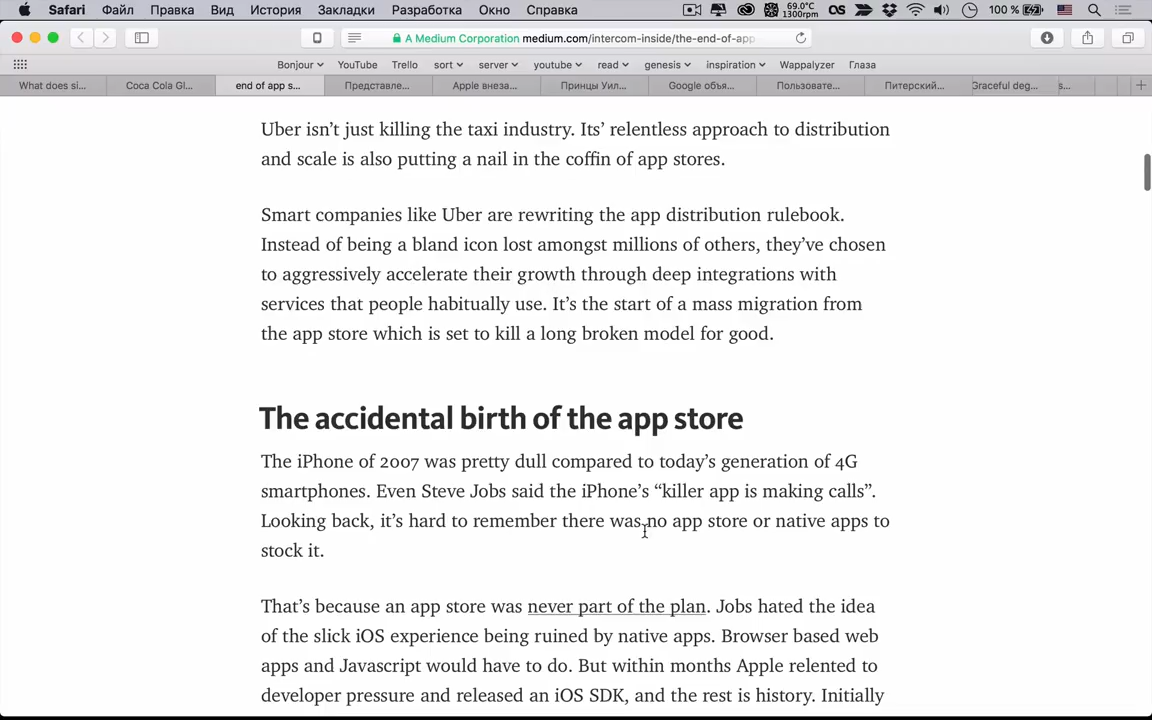 Safari Файл Правка Вид История Закладки Разработка Окно Справка 69.0°C 1300rpm 100 %
A Medium Corporation medium.com/intercom-inside/the-end-of-app
Bonjour YouTube Trello sort server youtube read genesis inspiration Wappalyzer Глаза
What does si... Coca Cola Gl... end of app s... Представле... Apple внеза... Принцы Уил... Google объя... Пользовате... Питерский... Graceful deg... s...
Uber isn’t just killing the taxi industry. Its’ relentless approach to distribution
and scale is also putting a nail in the coffin of app stores.
Smart companies like Uber are rewriting the app distribution rulebook.
Instead of being a bland icon lost amongst millions of others, they’ve chosen
to aggressively accelerate their growth through deep integrations with
services that people habitually use. It’s the start of a mass migration from
the app store which is set to kill a long broken model for good.
The accidental birth of the app store
The iPhone of 2007 was pretty dull compared to today’s generation of 4G
smartphones. Even Steve Jobs said the iPhone’s “killer app is making calls”.
Looking back, it’s hard to remember there was no app store or native apps to
stock it.
That’s because an app store was never part of the plan. Jobs hated the idea
of the slick iOS experience being ruined by native apps. Browser based web
apps and Javascript would have to do. But within months Apple relented to
developer pressure and released an iOS SDK, and the rest is history. Initially